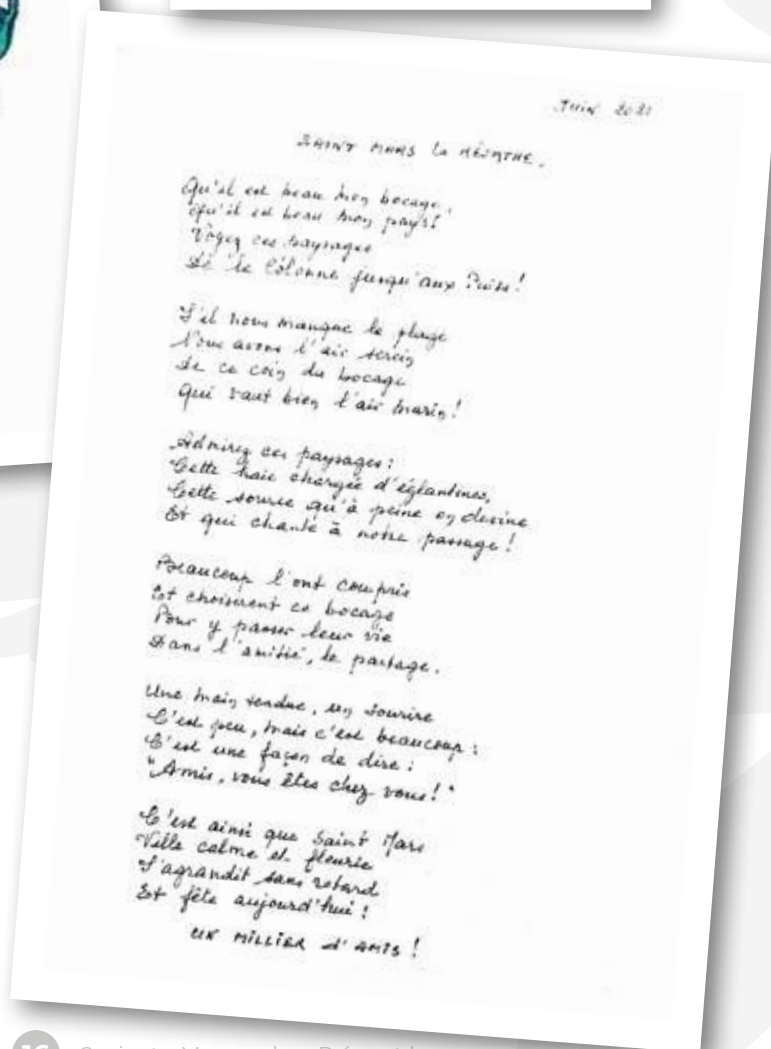 Juin 2021
SAINT MARS La RÉORTHE.
Qu'il est beau mon bocage,
Qu'il est beau mon pays!
Voyez ces paysages
De la Colonne jusqu'aux Puits!
S'il nous manque la plage
Nous avons l'air serein
De ce coin du bocage
Qui vaut bien l'air marin!
Admirez ces paysages:
Cette haie chargée d'églantines,
Cette source qu'à peine on devine
Et qui chante à notre passage!
Beaucoup l'ont compris
Et choisirent ce bocage
Pour y passer leur vie
Dans l'amitié, le partage.
Une main tendue, un sourire
C'est peu, mais c'est beaucoup:
C'est une façon de dire:
"Amis, vous êtes chez vous!"
C'est ainsi que Saint Mars
Ville calme et fleurie
S'agrandit sans retard
Et fête aujourd'hui!
UN MILLIER d'AMIS!
16